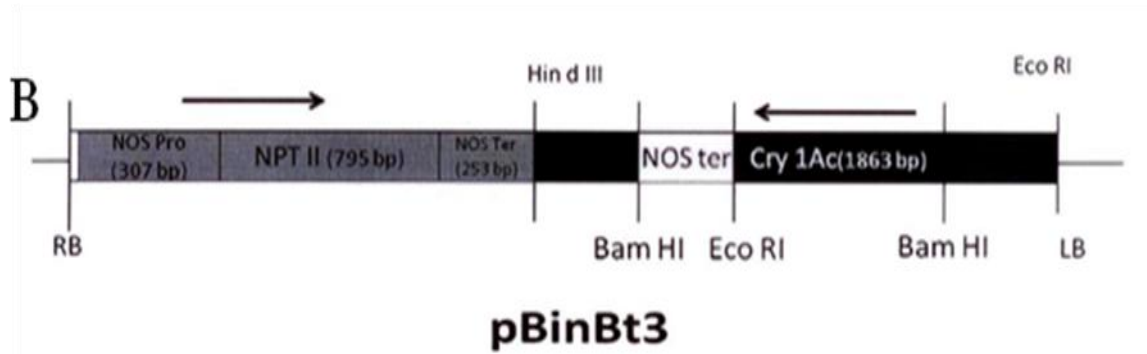 B
Hin d III
Eco RI
NOS Pro
(307 bp)
NPT II (795 bp)
NOS Ter
(253 bp)
NOS ter
Cry 1Ac(1863 bp)
RB
Bam HI
Eco RI
Bam HI
LB
pBinBt3